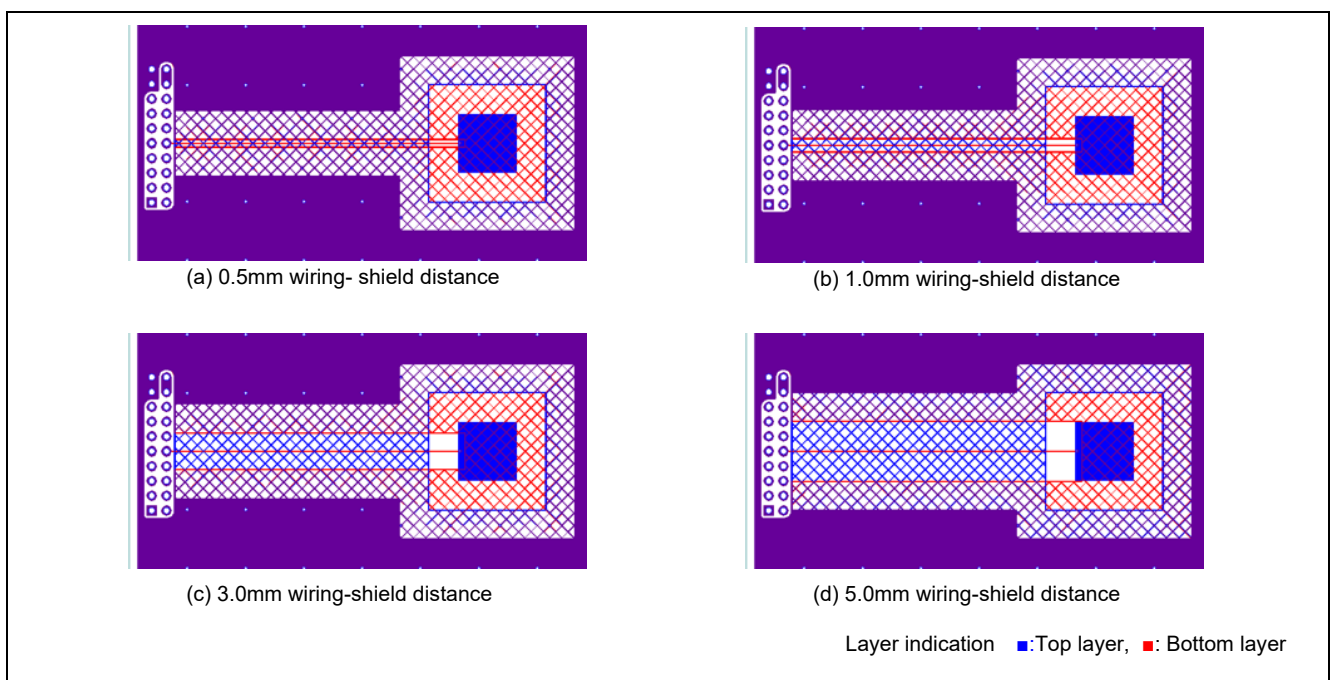 (a) 0.5mm wiring- shield distance
(b) 1.0mm wiring-shield distance
(c) 3.0mm wiring-shield distance
(d) 5.0mm wiring-shield distance
Layer indication ■:Top layer, ■: Bottom layer